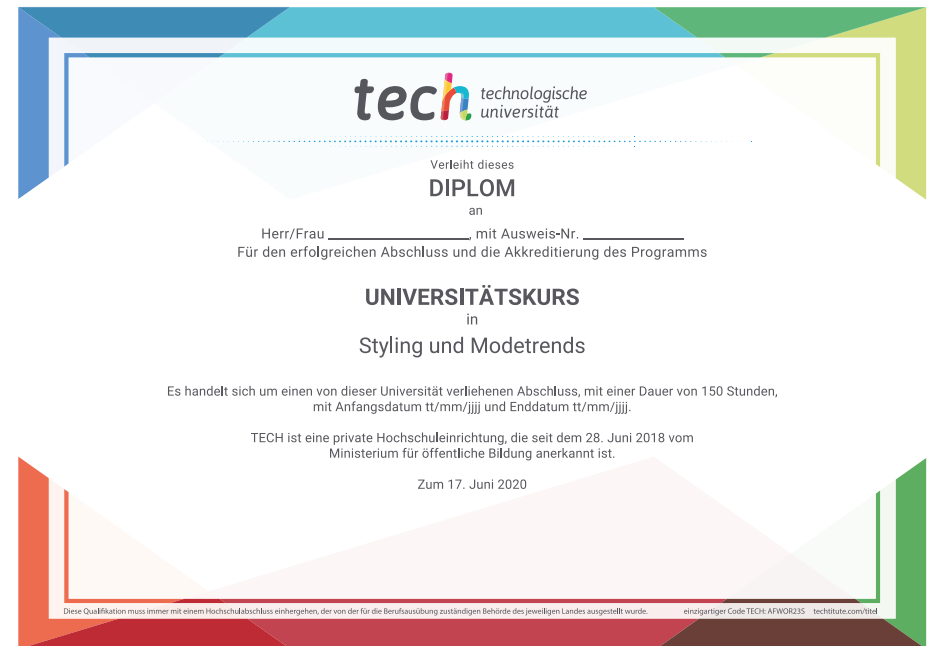 tech technologische
universität
Verleiht dieses
DIPLOM
an
Herr/Frau ________________, mit Ausweis-Nr. ____________
Für den erfolgreichen Abschluss und die Akkreditierung des Programms
UNIVERSITÄTSKURS
in
Styling und Modetrends
Es handelt sich um einen von dieser Universität verliehenen Abschluss, mit einer Dauer von 150 Stunden,
mit Anfangsdatum tt/mm/jjjj und Enddatum tt/mm/jjjj.
TECH ist eine private Hochschuleinrichtung, die seit dem 28. Juni 2018 vom
Ministerium für öffentliche Bildung anerkannt ist.
Zum 17. Juni 2020
Diese Qualifikation muss immer mit einem Hochschulabschluss einhergehen, der von der für die Berufsausübung zuständigen Behörde des jeweiligen Landes ausgestellt wurde. einzigartiger Code TECH: AFWOR23S techtitute.com/titel